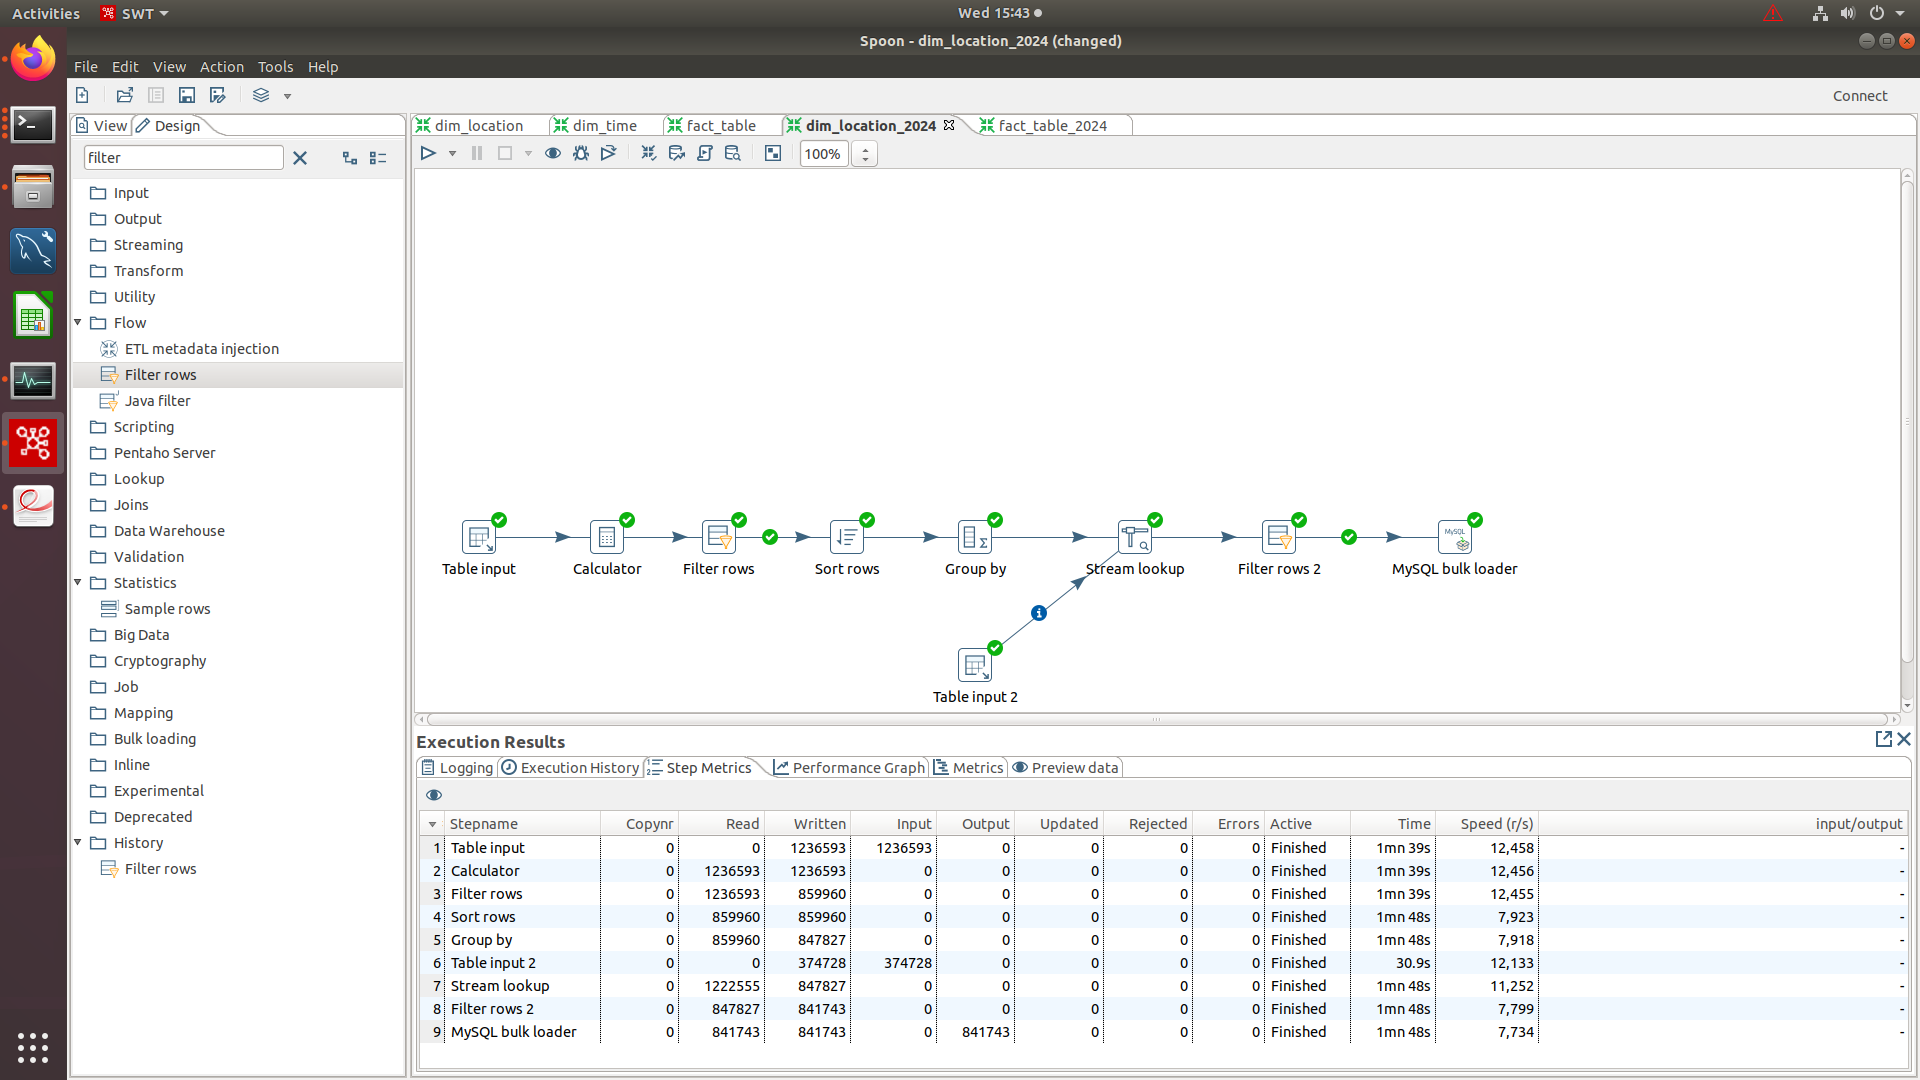 Activities SWT Wed 15:43
Spoon - dim_location_2024 (changed)
File Edit View Action Tools Help
Connect
View Design
filter
Input
Output
Streaming
Transform
Utility
Flow
ETL metadata injection
Filter rows
Java filter
Scripting
Pentaho Server
Lookup
Joins
Data Warehouse
Validation
Statistics
Sample rows
Big Data
Cryptography
Job
Mapping
Bulk loading
Inline
Experimental
Deprecated
History
Filter rows
dim_location dim_time fact_table dim_location_2024 fact_table_2024
100%
MySQL
Table input Calculator Filter rows Sort rows Group by Stream lookup Filter rows 2 MySQL bulk loader
Table input 2
Execution Results
Logging Execution History Step Metrics Performance Graph Metrics Preview data
Stepname Copynr Read Written Input Output Updated Rejected Errors Active Time Speed (r/s) input/output
1 Table input 0 0 1236593 1236593 0 0 0 0 Finished 1mn 39s 12,458 -
2 Calculator 0 1236593 1236593 0 0 0 0 0 Finished 1mn 39s 12,456 -
3 Filter rows 0 1236593 859960 0 0 0 0 0 Finished 1mn 39s 12,455 -
4 Sort rows 0 859960 859960 0 0 0 0 0 Finished 1mn 48s 7,923 -
5 Group by 0 859960 847827 0 0 0 0 0 Finished 1mn 48s 7,918 -
6 Table input 2 0 0 374728 374728 0 0 0 0 Finished 30.9s 12,133 -
7 Stream lookup 0 1222555 847827 0 0 0 0 0 Finished 1mn 48s 11,252 -
8 Filter rows 2 0 847827 841743 0 0 0 0 0 Finished 1mn 48s 7,799 -
9 MySQL bulk loader 0 841743 841743 0 841743 0 0 0 Finished 1mn 48s 7,734 -